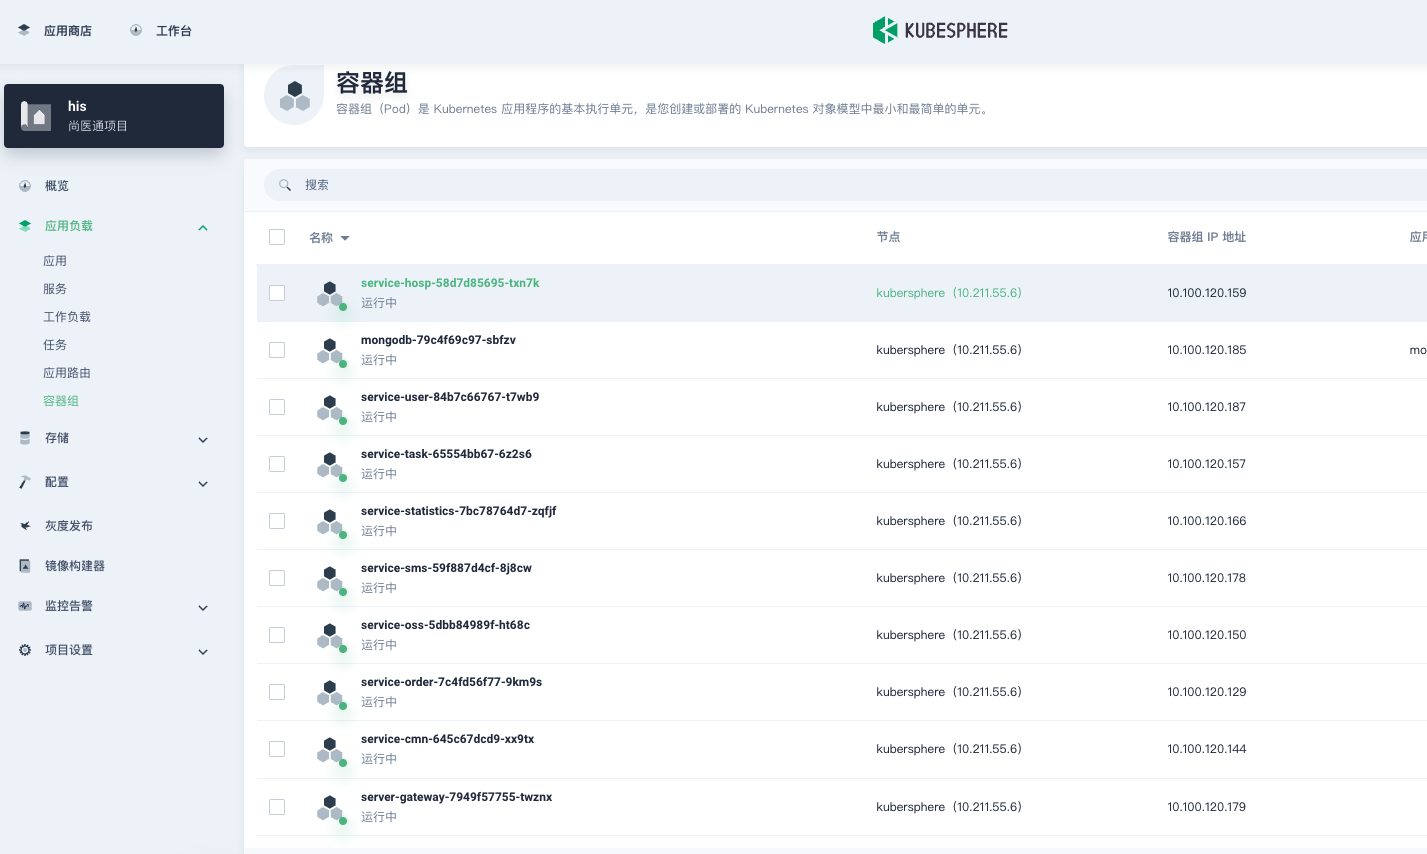 应用商店
工作台
KUBESPHERE
his
尚医通项目
概览
应用负载
应用
服务
工作负载
任务
应用路由
容器组
存储
配置
灰度发布
镜像构建器
监控告警
项目设置
容器组
容器组（Pod）是 Kubernetes 应用程序的基本执行单元，是您创建或部署的 Kubernetes 对象模型中最小和最简单的单元。
搜索
名称 节点 容器组 IP 地址
service-hosp-58d7d85695-txn7k
运行中
kubersphere（10.211.55.6） 10.100.120.159
mongodb-79c4f69c97-sbfzv
运行中
kubersphere（10.211.55.6） 10.100.120.185 mo
service-user-84b7c66767-t7wb9
运行中
kubersphere（10.211.55.6） 10.100.120.187
service-task-65554bb67-6z2s6
运行中
kubersphere（10.211.55.6） 10.100.120.157
service-statistics-7bc78764d7-zqfjf
运行中
kubersphere（10.211.55.6） 10.100.120.166
service-sms-59f887d4cf-8j8cw
运行中
kubersphere（10.211.55.6） 10.100.120.178
service-oss-5dbb84989f-ht68c
运行中
kubersphere（10.211.55.6） 10.100.120.150
service-order-7c4fd56f77-9km9s
运行中
kubersphere（10.211.55.6） 10.100.120.129
service-cmn-645c67dcd9-xx9tx
运行中
kubersphere（10.211.55.6） 10.100.120.144
server-gateway-7949f57755-twznx
运行中
kubersphere（10.211.55.6） 10.100.120.179